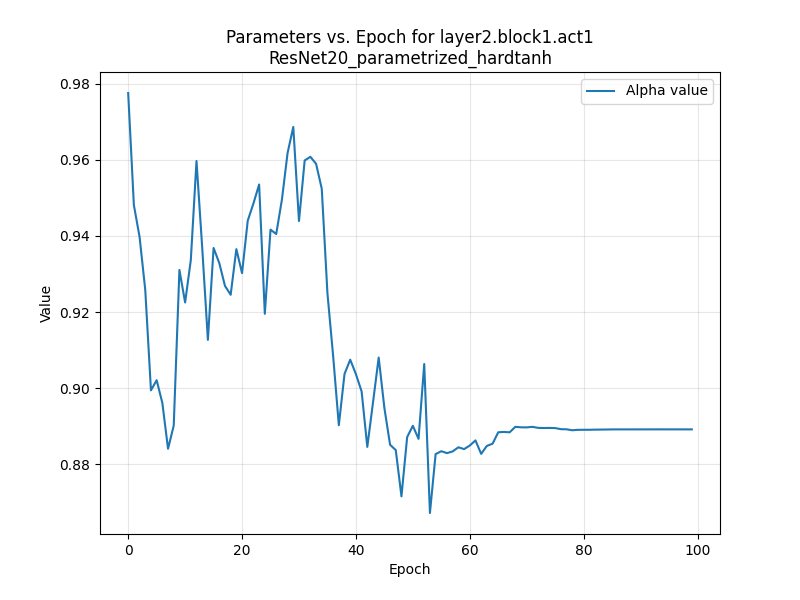 Parameters vs. Epoch for layer2.block1.act1
ResNet20_parametrized_hardtanh
Alpha value
0.98
0.96
0.94
0.92
0.90
0.88
Value
0
20
40
60
80
100
Epoch